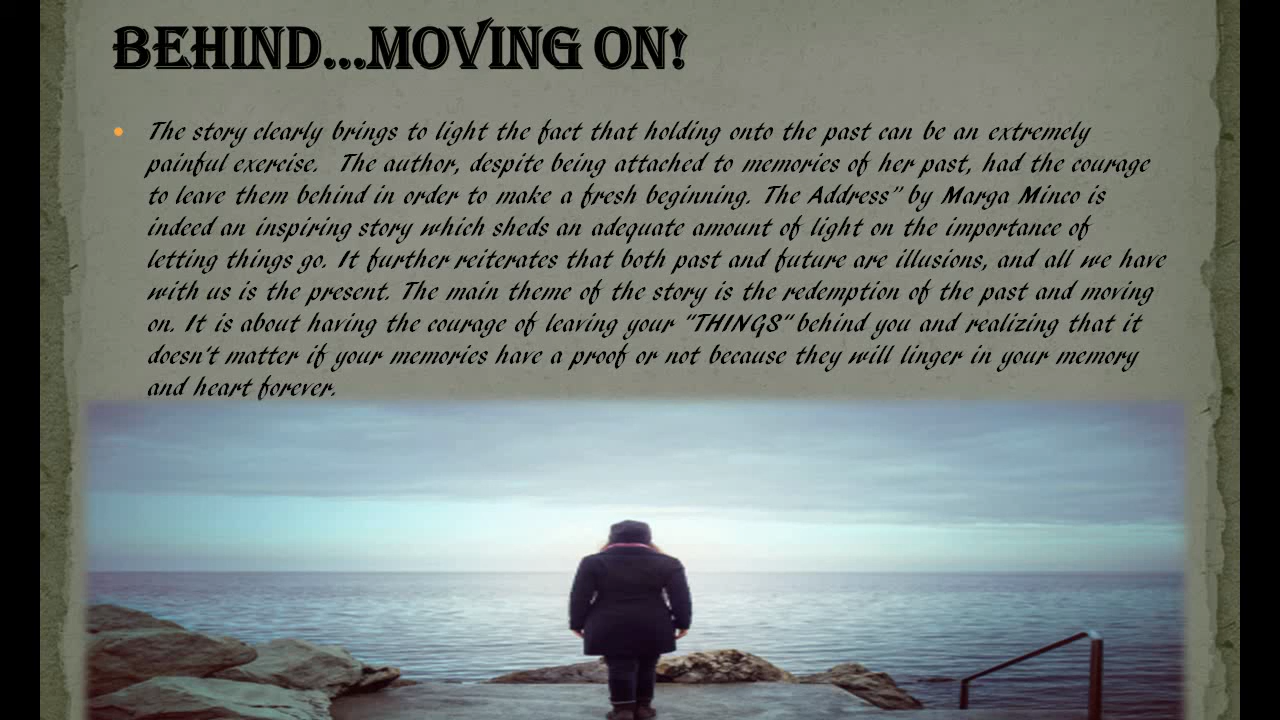 BEHIND...MOVING ON!
The story clearly brings to light the fact that holding onto the past can be an extremely
painful exercise.  The author, despite being attached to memories of her past, had the courage
to leave them behind in order to make a fresh beginning. The Address” by Marga Minco is
indeed an inspiring story which sheds an adequate amount of light on the importance of
letting things go. It further reiterates that both past and future are illusions, and all we have
with us is the present. The main theme of the story is the redemption of the past and moving
on. It is about having the courage of leaving your “THINGS“ behind you and realizing that it
doesn't matter if your memories have a proof or not because they will linger in your memory
and heart forever.